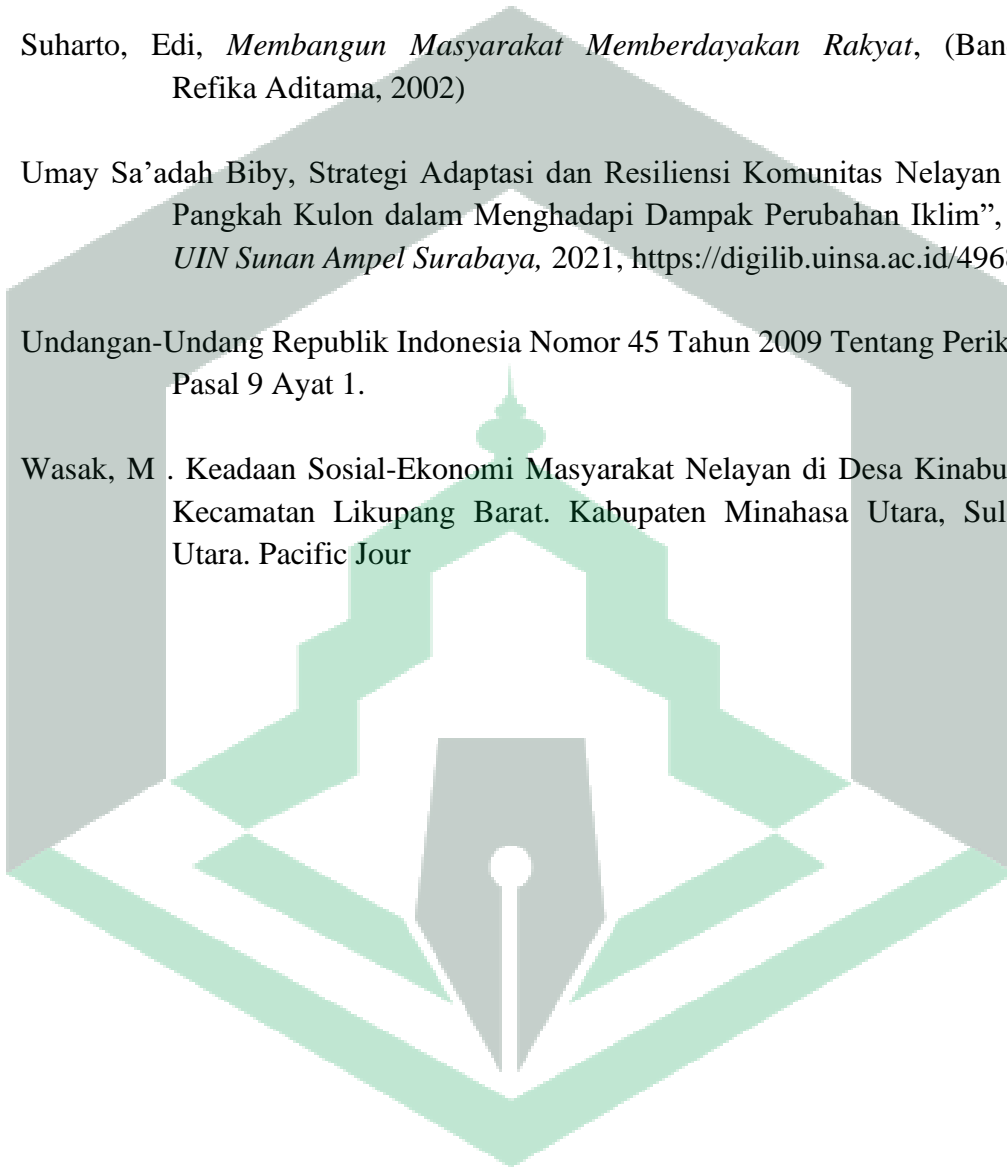 Suharto, Edi, Membangun Masyarakat Memberdayakan Rakyat, (Ban
Refika Aditama, 2002)
Umay Sa’adah Biby, Strategi Adaptasi dan Resiliensi Komunitas Nelayan
Pangkah Kulon dalam Menghadapi Dampak Perubahan Iklim”,
UIN Sunan Ampel Surabaya, 2021, https://digilib.uinsa.ac.id/496
Undangan-Undang Republik Indonesia Nomor 45 Tahun 2009 Tentang Perik
Pasal 9 Ayat 1.
Wasak, M . Keadaan Sosial-Ekonomi Masyarakat Nelayan di Desa Kinabu
Kecamatan Likupang Barat. Kabupaten Minahasa Utara, Sul
Utara. Pacific Jour